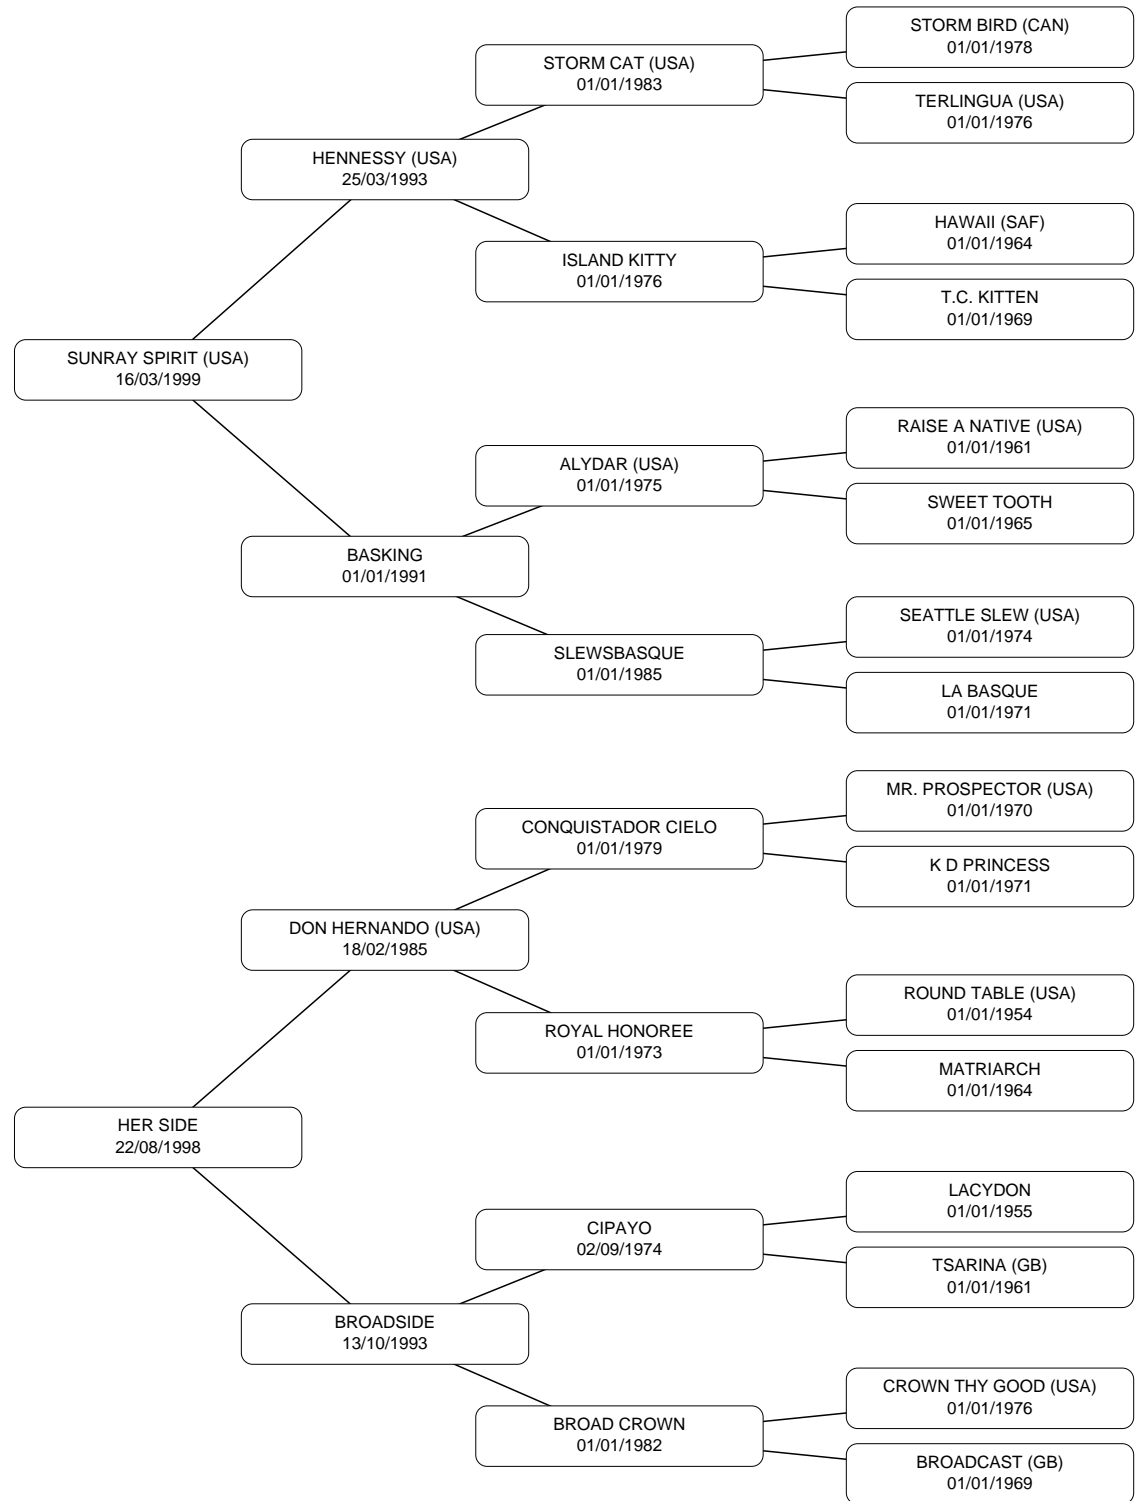 STORM BIRD (CAN)
01/01/1978
STORM CAT (USA)
01/01/1983
TERLINGUA (USA)
01/01/1976
HENNESSY (USA)
25/03/1993
HAWAII (SAF)
01/01/1964
ISLAND KITTY
01/01/1976
T.C. KITTEN
01/01/1969
SUNRAY SPIRIT (USA)
16/03/1999
RAISE A NATIVE (USA)
01/01/1961
ALYDAR (USA)
01/01/1975
SWEET TOOTH
01/01/1965
BASKING
01/01/1991
SEATTLE SLEW (USA)
01/01/1974
SLEWSBASQUE
01/01/1985
LA BASQUE
01/01/1971
MR. PROSPECTOR (USA)
01/01/1970
CONQUISTADOR CIELO
01/01/1979
K D PRINCESS
01/01/1971
DON HERNANDO (USA)
18/02/1985
ROUND TABLE (USA)
01/01/1954
ROYAL HONOREE
01/01/1973
MATRIARCH
01/01/1964
HER SIDE
22/08/1998
LACYDON
01/01/1955
CIPAYO
02/09/1974
TSARINA (GB)
01/01/1961
BROADSIDE
13/10/1993
CROWN THY GOOD (USA)
01/01/1976
BROAD CROWN
01/01/1982
BROADCAST (GB)
01/01/1969